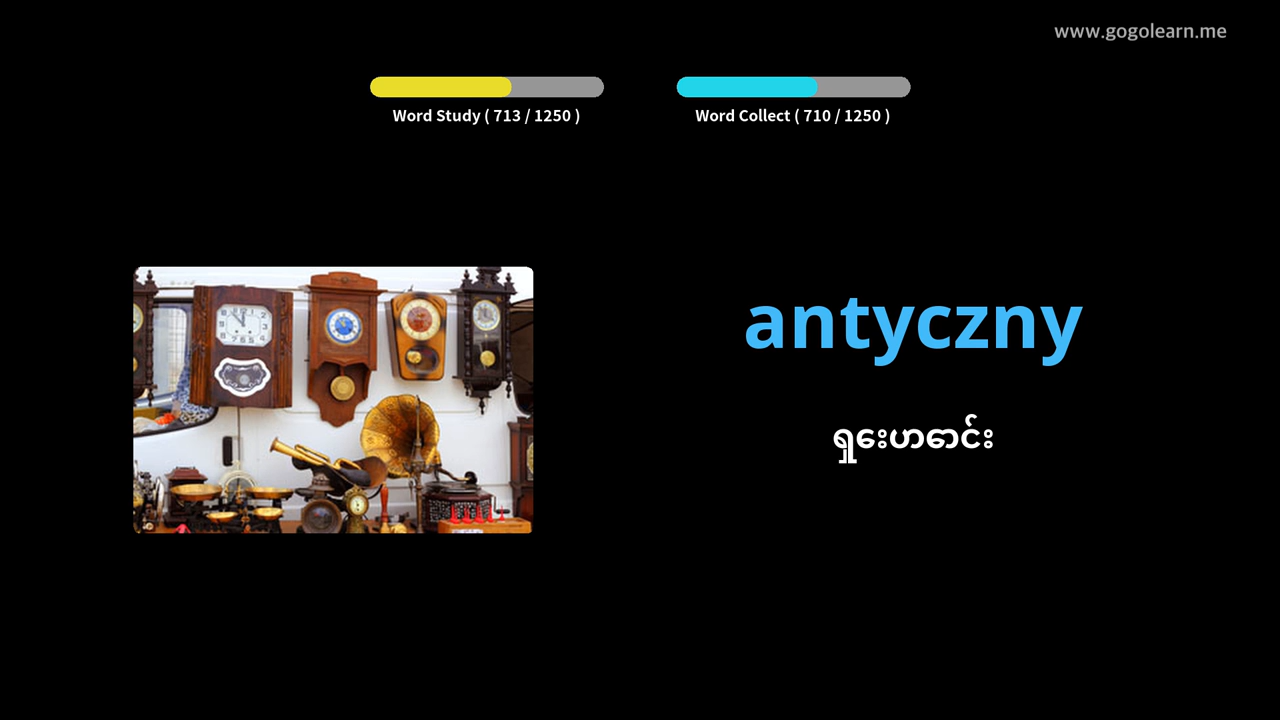 www.gogolearn.me
Word Study ( 713 / 1250 )
Word Collect ( 710 / 1250 )
antyczny
ရှေးဟောင်း